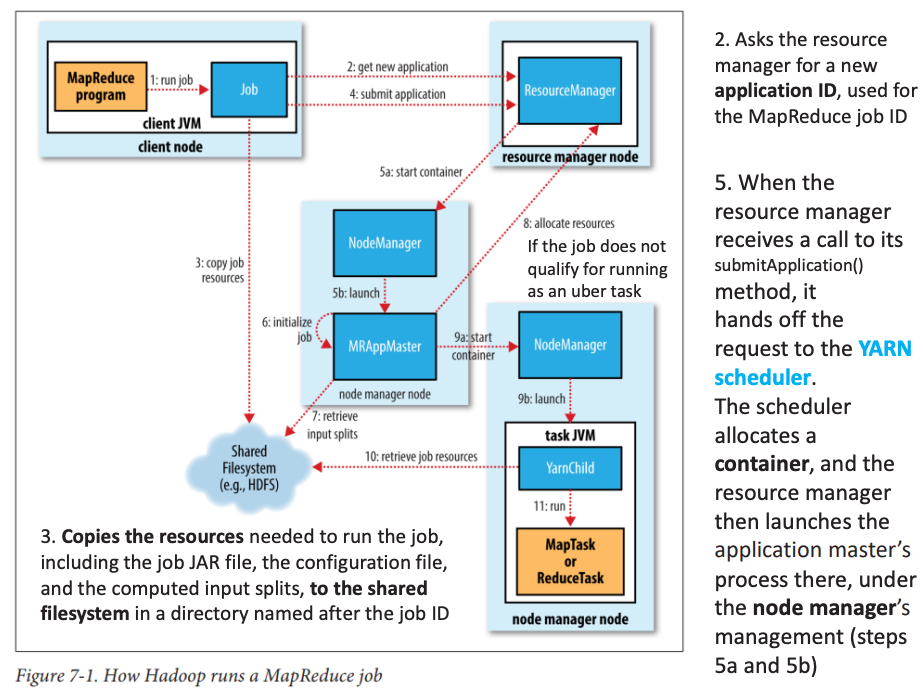 MapReduce
program
1: run job
Job
client JVM
client node
2: get new application
4: submit application
ResourceManager
resource manager node
5a: start container
3: copy job
resources
NodeManager
5b: launch
6: initialize
job
MRAppMaster
node manager node
8: allocate resources
If the job does not
qualify for running
as an uber task
9a: start
container
NodeManager
9b: launch
7: retrieve
input splits
task JVM
Shared
Filesystem
(e.g., HDFS)
10: retrieve job resources
YarnChild
11: run
MapTask
or
ReduceTask
node manager node
3. Copies the resources needed to run the job,
including the job JAR file, the configuration file,
and the computed input splits, to the shared
filesystem in a directory named after the job ID
Figure 7-1. How Hadoop runs a MapReduce job
2. Asks the resource
manager for a new
application ID, used for
the MapReduce job ID
5. When the
resource manager
receives a call to its
submitApplication()
method, it
hands off the
request to the YARN
scheduler.
The scheduler
allocates a
container, and the
resource manager
then launches the
application master's
process there, under
the node manager's
management (steps
5a and 5b)